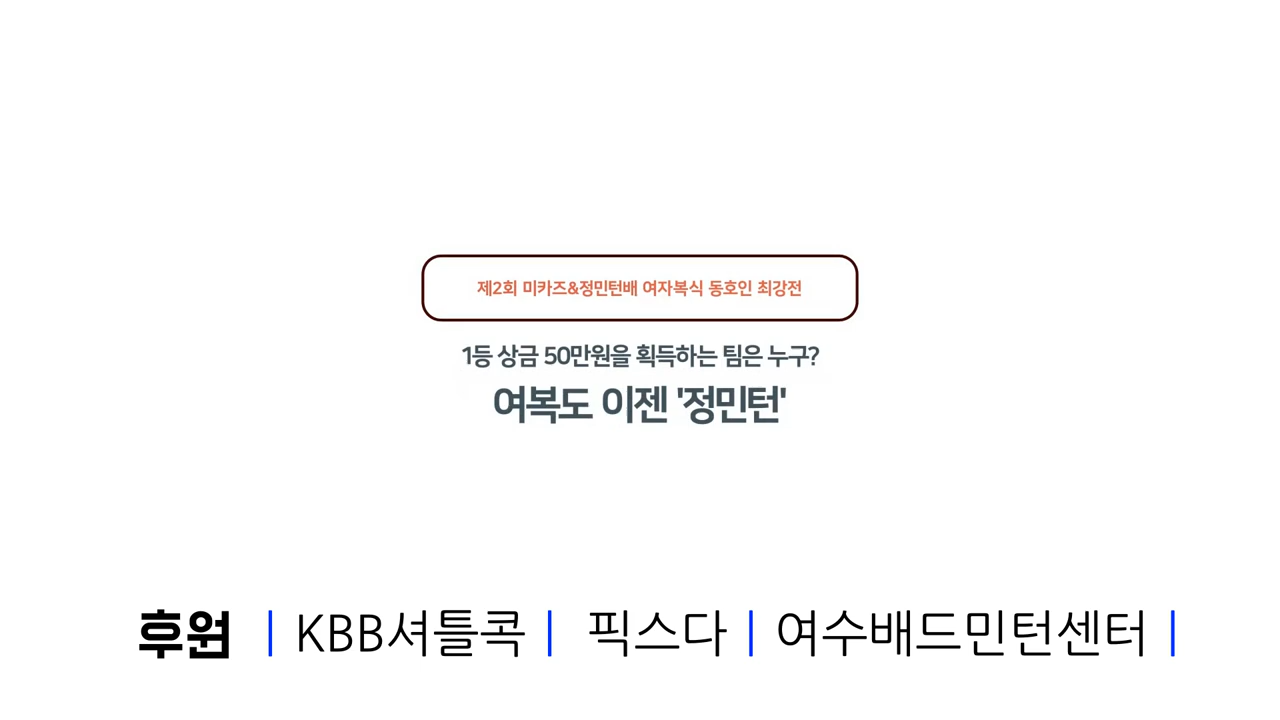 제2회 미카즈&정민턴배 여자복식 동호인 최강전
1등 상금 50만원을 획득하는 팀은 누구?
여복도 이젠 '정민턴'
후원 | KBB셔틀콕 | 픽스다 | 여수배드민턴센터 |